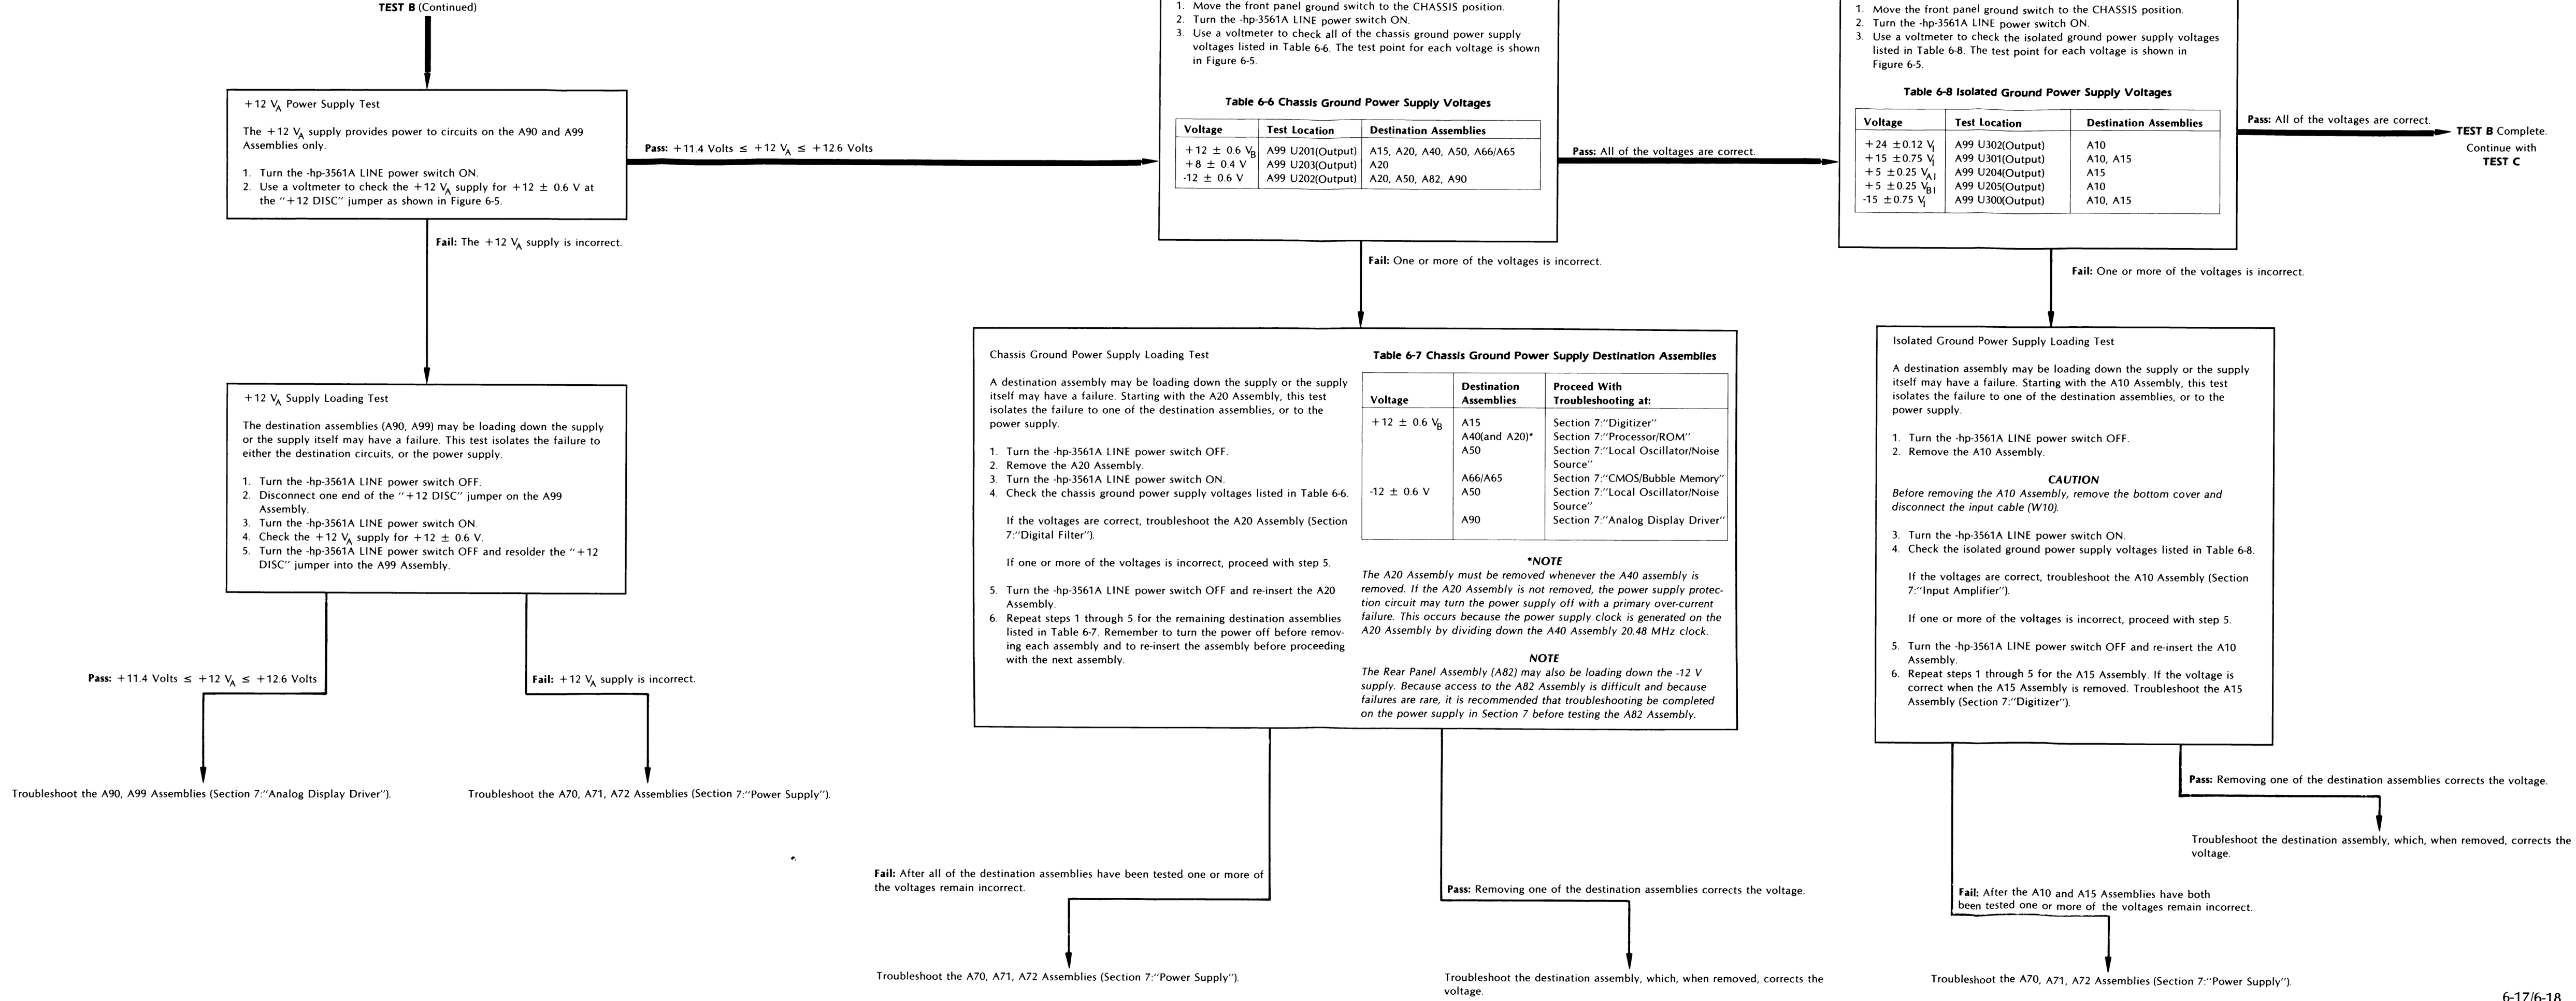 TEST B (Continued)
+12 VA Power Supply Test
The +12 VA supply provides power to circuits on the A90 and A99
Assemblies only.
1. Turn the -hp-3561A LINE power switch ON.
2. Use a voltmeter to check the +12 VA supply for +12 ± 0.6 V at
the "+12 DISC" jumper as shown in Figure 6-5.
Pass: +11.4 Volts ≤ +12 VA ≤ +12.6 Volts
Fail: The +12 VA supply is incorrect.
+12 VA Supply Loading Test
The destination assemblies (A90, A99) may be loading down the supply
or the supply itself may have a failure. This test isolates the failure to
either the destination circuits, or the power supply.
1. Turn the -hp-3561A LINE power switch OFF.
2. Disconnect one end of the "+12 DISC" jumper on the A99
Assembly.
3. Turn the -hp-3561A LINE power switch ON.
4. Check the +12 VA supply for +12 ± 0.6 V.
5. Turn the -hp-3561A LINE power switch OFF and resolder the "+12
DISC" jumper into the A99 Assembly.
Pass: +11.4 Volts ≤ +12 VA ≤ +12.6 Volts
Fail: +12 VA supply is incorrect.
Troubleshoot the A90, A99 Assemblies (Section 7:"Analog Display Driver").
Troubleshoot the A70, A71, A72 Assemblies (Section 7:"Power Supply").
1. Move the front panel ground switch to the CHASSIS position.
2. Turn the -hp-3561A LINE power switch ON.
3. Use a voltmeter to check all of the chassis ground power supply
voltages listed in Table 6-6. The test point for each voltage is shown
in Figure 6-5.
Table 6-6 Chassis Ground Power Supply Voltages
Voltage Test Location Destination Assemblies
+12 ± 0.6 VB A99 U201(Output) A15, A20, A40, A50, A66/A65
+8 ± 0.4 V A99 U203(Output) A20
-12 ± 0.6 V A99 U202(Output) A20, A50, A82, A90
Pass: All of the voltages are correct.
Fail: One or more of the voltages is incorrect.
Chassis Ground Power Supply Loading Test
A destination assembly may be loading down the supply or the supply
itself may have a failure. Starting with the A20 Assembly, this test
isolates the failure to one of the destination assemblies, or to the
power supply.
1. Turn the -hp-3561A LINE power switch OFF.
2. Remove the A20 Assembly.
3. Turn the -hp-3561A LINE power switch ON.
4. Check the chassis ground power supply voltages listed in Table 6-6.
If the voltages are correct, troubleshoot the A20 Assembly (Section
7:"Digital Filter").
If one or more of the voltages is incorrect, proceed with step 5.
5. Turn the -hp-3561A LINE power switch OFF and re-insert the A20
Assembly.
6. Repeat steps 1 through 5 for the remaining destination assemblies
listed in Table 6-7. Remember to turn the power off before remov-
ing each assembly and to re-insert the assembly before proceeding
with the next assembly.
Table 6-7 Chassis Ground Power Supply Destination Assemblies
Destination Proceed With
Voltage Assemblies Troubleshooting at:
+12 ± 0.6 VB A15 Section 7:"Digitizer"
A40(and A20)* Section 7:"Processor/ROM"
A50 Section 7:"Local Oscillator/Noise
Source"
A66/A65 Section 7:"CMOS/Bubble Memory"
-12 ± 0.6 V A50 Section 7:"Local Oscillator/Noise
Source"
A90 Section 7:"Analog Display Driver"
*NOTE
The A20 Assembly must be removed whenever the A40 assembly is
removed. If the A20 Assembly is not removed, the power supply protec-
tion circuit may turn the power supply off with a primary over-current
failure. This occurs because the power supply clock is generated on the
A20 Assembly by dividing down the A40 Assembly 20.48 MHz clock.
NOTE
The Rear Panel Assembly (A82) may also be loading down the -12 V
supply. Because access to the A82 Assembly is difficult and because
failures are rare, it is recommended that troubleshooting be completed
on the power supply in Section 7 before testing the A82 Assembly.
Fail: After all of the destination assemblies have been tested one or more of
the voltages remain incorrect.
Pass: Removing one of the destination assemblies corrects the voltage.
Troubleshoot the A70, A71, A72 Assemblies (Section 7:"Power Supply").
Troubleshoot the destination assembly, which, when removed, corrects the
voltage.
1. Move the front panel ground switch to the CHASSIS position.
2. Turn the -hp-3561A LINE power switch ON.
3. Use a voltmeter to check the isolated ground power supply voltages
listed in Table 6-8. The test point for each voltage is shown in
Figure 6-5.
Table 6-8 Isolated Ground Power Supply Voltages
Voltage Test Location Destination Assemblies
+24 ±0.12 VI A99 U302(Output) A10
+15 ±0.75 VI A99 U301(Output) A10, A15
+5 ±0.25 VAI A99 U204(Output) A15
+5 ±0.25 VBI A99 U205(Output) A10
-15 ±0.75 VI A99 U300(Output) A10, A15
Pass: All of the voltages are correct.
TEST B Complete.
Continue with
TEST C
Fail: One or more of the voltages is incorrect.
Isolated Ground Power Supply Loading Test
A destination assembly may be loading down the supply or the supply
itself may have a failure. Starting with the A10 Assembly, this test
isolates the failure to one of the destination assemblies, or to the
power supply.
1. Turn the -hp-3561A LINE power switch OFF.
2. Remove the A10 Assembly.
CAUTION
Before removing the A10 Assembly, remove the bottom cover and
disconnect the input cable (W10).
3. Turn the -hp-3561A LINE power switch ON.
4. Check the isolated ground power supply voltages listed in Table 6-8.
If the voltages are correct, troubleshoot the A10 Assembly (Section
7:"Input Amplifier").
If one or more of the voltages is incorrect, proceed with step 5.
5. Turn the -hp-3561A LINE power switch OFF and re-insert the A10
Assembly.
6. Repeat steps 1 through 5 for the A15 Assembly. If the voltage is
correct when the A15 Assembly is removed. Troubleshoot the A15
Assembly (Section 7:"Digitizer").
Pass: Removing one of the destination assemblies corrects the voltage.
Troubleshoot the destination assembly, which, when removed, corrects the
voltage.
Fail: After the A10 and A15 Assemblies have both
been tested one or more of the voltages remain incorrect.
Troubleshoot the A70, A71, A72 Assemblies (Section 7:"Power Supply").
6-17/6-18